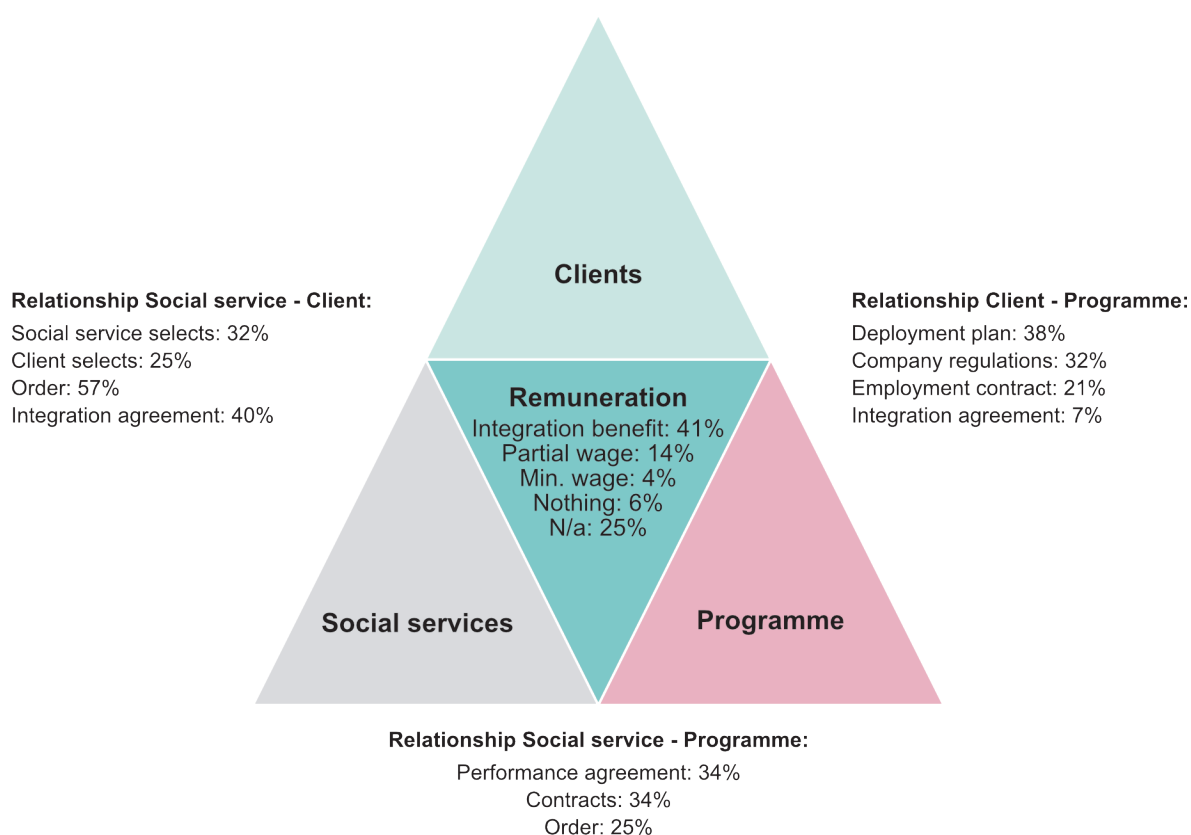 Clients
Relationship Social service - Client:
Social service selects: 32%
Client selects: 25%
Order: 57%
Integration agreement: 40%
Relationship Client - Programme:
Deployment plan: 38%
Company regulations: 32%
Employment contract: 21%
Integration agreement: 7%
Remuneration
Integration benefit: 41%
Partial wage: 14%
Min. wage: 4%
Nothing: 6%
N/a: 25%
Social services
Programme
Relationship Social service - Programme:
Performance agreement: 34%
Contracts: 34%
Order: 25%